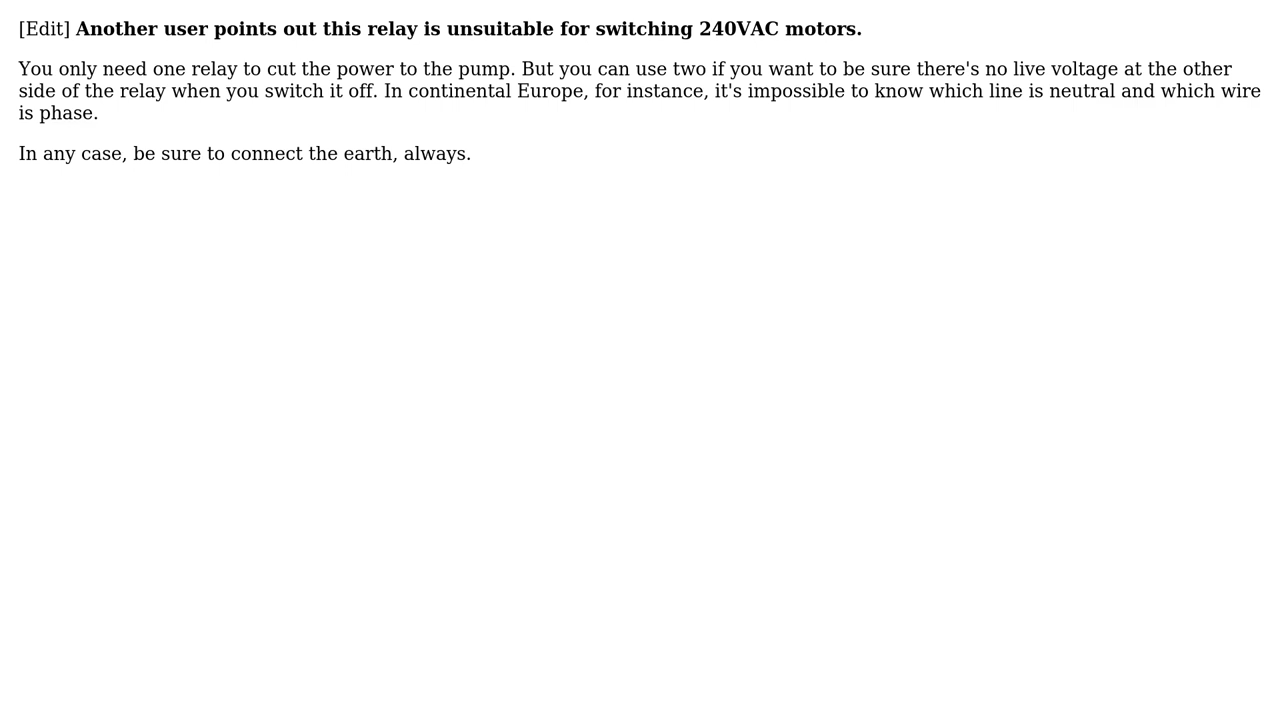 [Edit] Another user points out this relay is unsuitable for switching 240VAC motors.
You only need one relay to cut the power to the pump. But you can use two if you want to be sure there's no live voltage at the other
side of the relay when you switch it off. In continental Europe, for instance, it's impossible to know which line is neutral and which wire
is phase.
In any case, be sure to connect the earth, always.